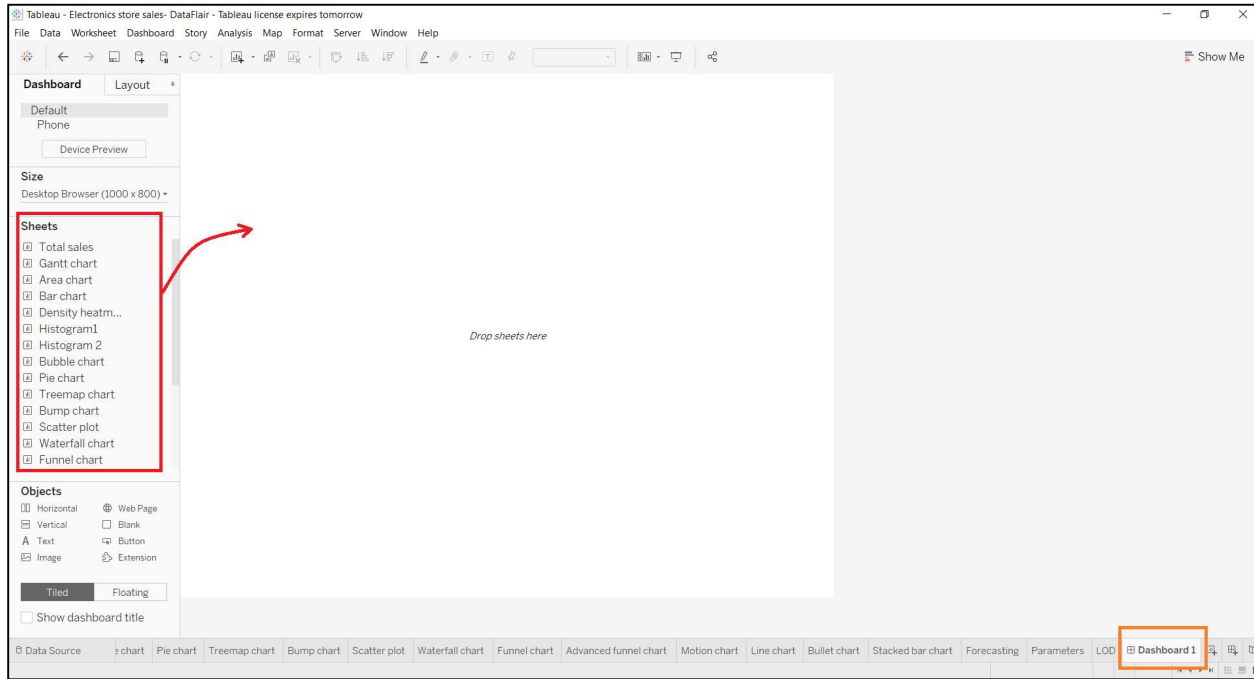 Tableau - Electronics store sales- DataFlair - Tableau license expires tomorrow
File Data Worksheet Dashboard Story Analysis Map Format Server Window Help
Show Me
Dashboard Layout
Default
Phone
Device Preview
Size
Desktop Browser (1000 x 800)
Sheets
Total sales
Gantt chart
Area chart
Bar chart
Density heatm...
Histogram1
Histogram 2
Bubble chart
Pie chart
Treemap chart
Bump chart
Scatter plot
Waterfall chart
Funnel chart
Drop sheets here
Objects
Horizontal Web Page
Vertical Blank
A Text Button
Image Extension
Tiled Floating
Show dashboard title
Data Source e chart Pie chart Treemap chart Bump chart Scatter plot Waterfall chart Funnel chart Advanced funnel chart Motion chart Line chart Bullet chart Stacked bar chart Forecasting Parameters LOD Dashboard 1